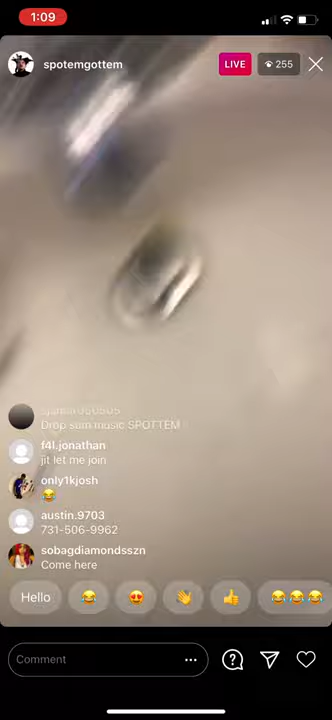 1:09
spotemgottem
LIVE
255
Drop sum music SPOTTEM
f4l.jonathan
jit let me join
only1kjosh
😂
austin.9703
731-506-9962
sobagdiamondsszn
Come here
Hello 😂 😍 👋 👍 😂😂😂
Comment